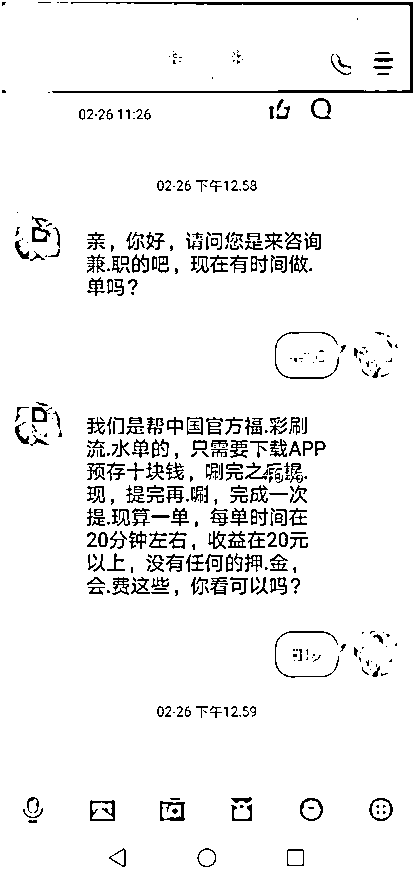 02-26 11:26
02-26 下午12.58
亲，你好，请问您是来咨询
兼.职的吧，现在有时间做.
单吗？
我们是帮中国官方福.彩刷
流.水单的，只需要下载APP
预存十块钱，唰完之后提.
现，提完再.唰，完成一次
提.现算一单，每单时间在
20分钟左右，收益在20元
以上，没有任何的押.金，
会.费这些，你看可以吗？
02-26 下午12.59